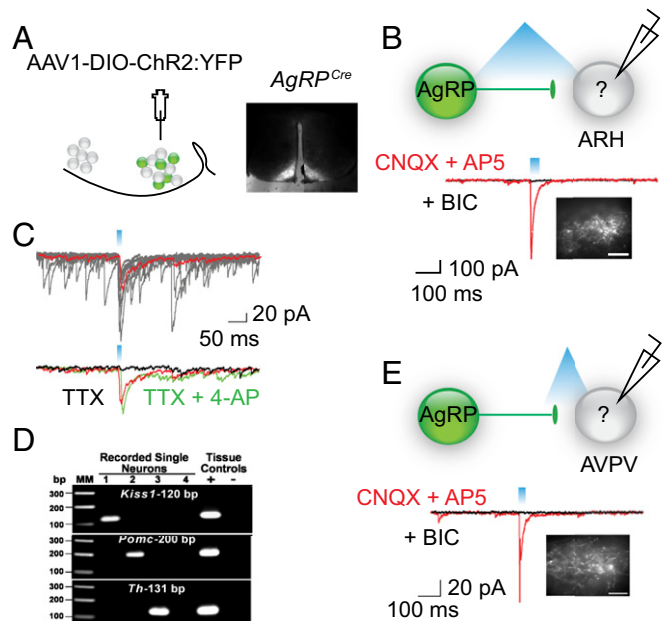 A
AAV1-DIO-ChR2:YFP
AgRP^Cre
B
AgRP
?
ARH
CNQX + AP5
+ BIC
100 pA
100 ms
C
20 pA
50 ms
TTX
TTX + 4-AP
D
Recorded Single Neurons
Tissue Controls
bp MM 1 2 3 4 + -
Kiss1-120 bp
300
200
100
Pomc-200 bp
300
200
100
Th-131 bp
300
200
100
E
AgRP
?
AVPV
CNQX + AP5
+ BIC
20 pA
100 ms